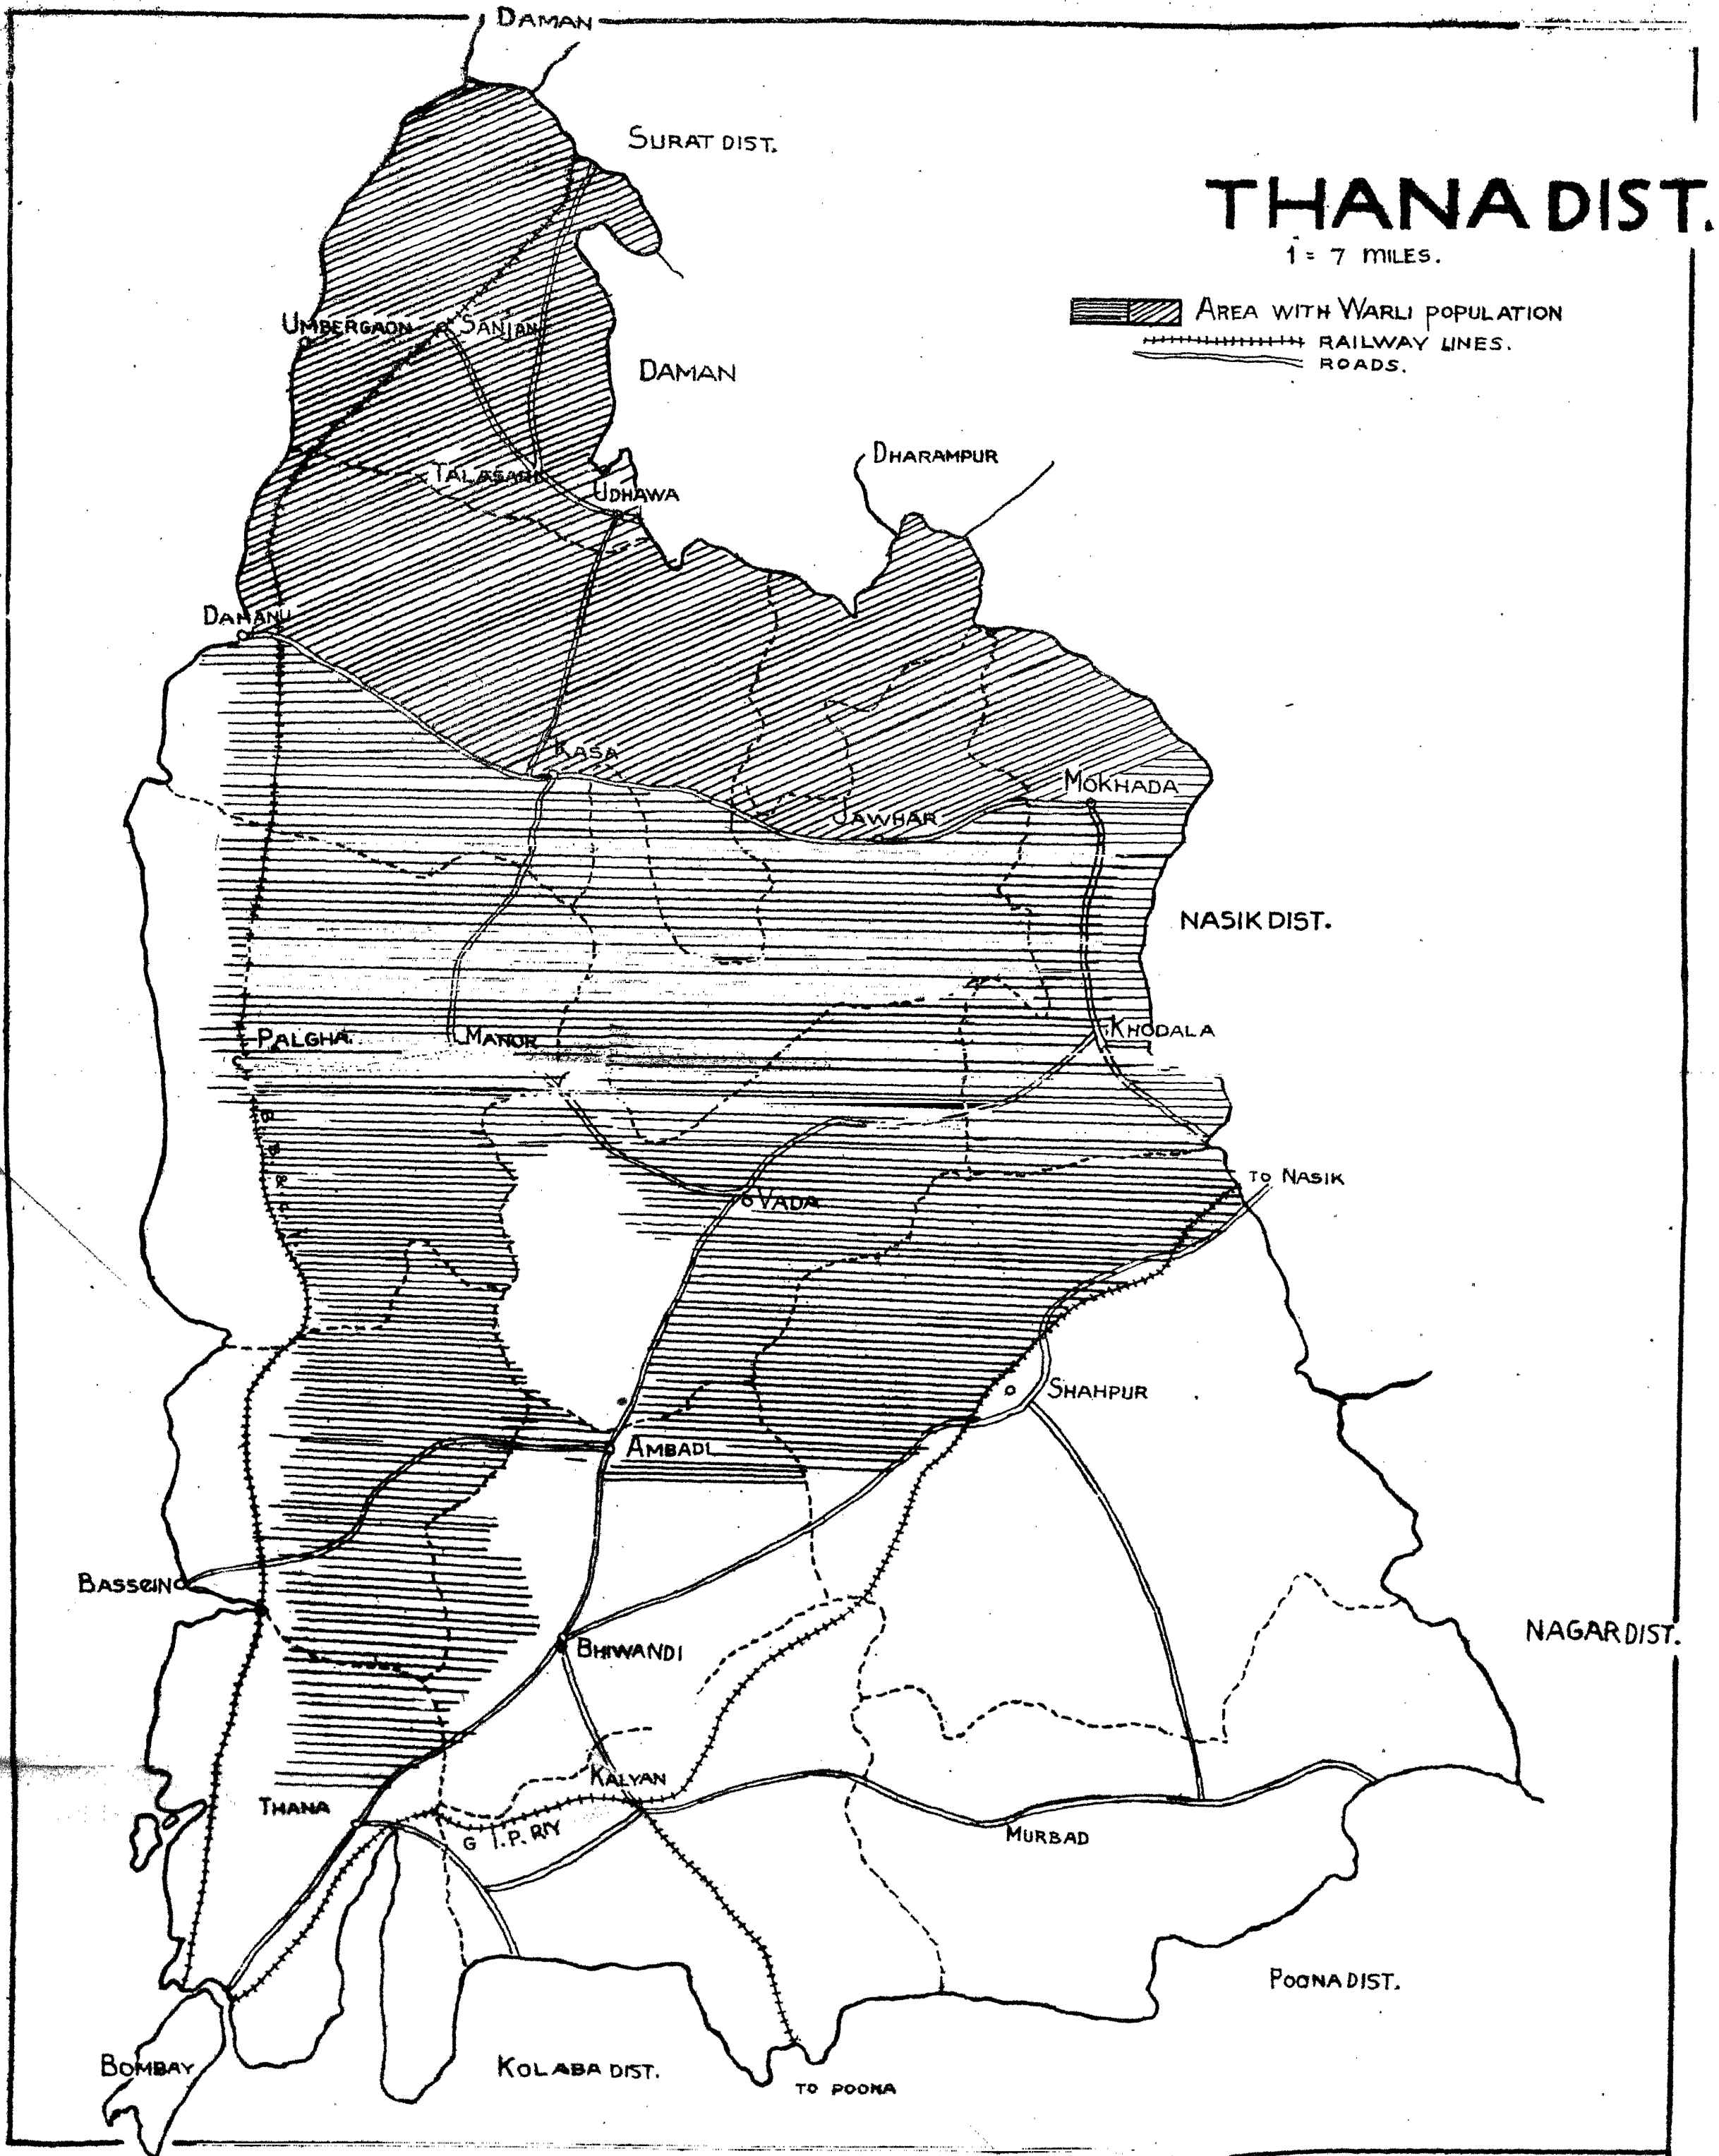 DAMAN
SURAT DIST.
THANA DIST.
1 = 7 MILES.
AREA WITH WARLI POPULATION
RAILWAY LINES.
ROADS.
UMBERGAON
SANJAN
DAMAN
DHARAMPUR
TALASARI
UDHAWA
DAHANU
KASA
MOKHADA
JAWHAR
NASIK DIST.
KHODALA
PALGHA
MANOR
B B &
TO NASIK
VADA
SHAHPUR
AMBADI
BASSEIN
BHIWANDI
NAGAR DIST.
KALYAN
THANA
G I.P. RLY
MURBAD
POONA DIST.
BOMBAY
KOLABA DIST.
TO POONA